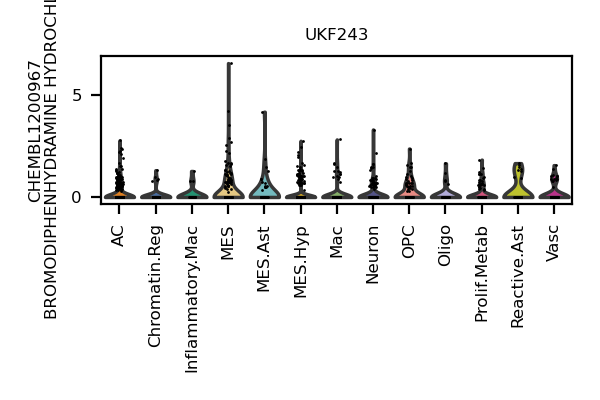 UKF243
CHEMBL1200967
BROMODIPHENHYDRAMINE
5
0
AC
Chromatin.Reg
Inflammatory.Mac
MES
MES.Ast
MES.Hyp
Mac
Neuron
OPC
Oligo
Prolif.Metab
Reactive.Ast
Vasc